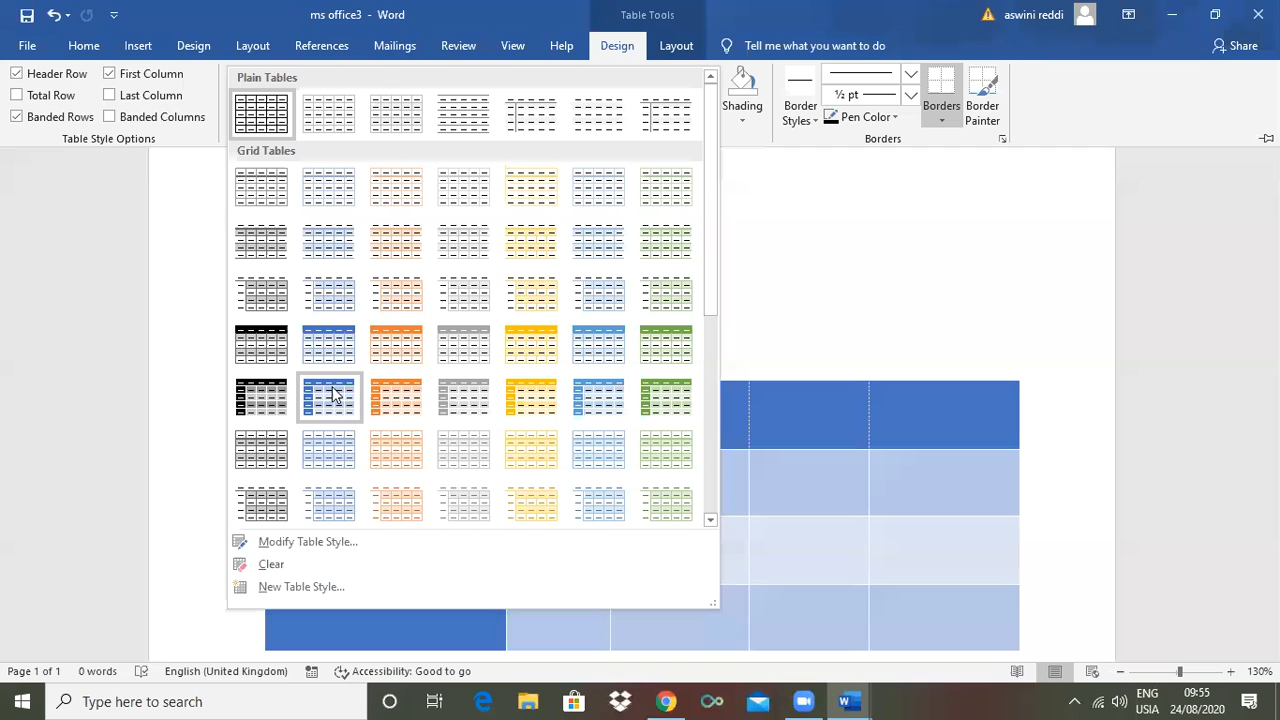 ms office3 - Word
Table Tools
aswini reddi
File Home Insert Design Layout References Mailings Review View Help Design Layout Tell me what you want to do Share
Header Row First Column
Total Row Last Column
Banded Rows Banded Columns
Table Style Options
Plain Tables
Grid Tables
Modify Table Style...
Clear
New Table Style...
Shading
Border
Styles
½ pt
Pen Color
Borders
Border
Painter
Borders
Page 1 of 1 0 words English (United Kingdom) Accessibility: Good to go 130%
Type here to search
ENG
USIA
09:55
24/08/2020